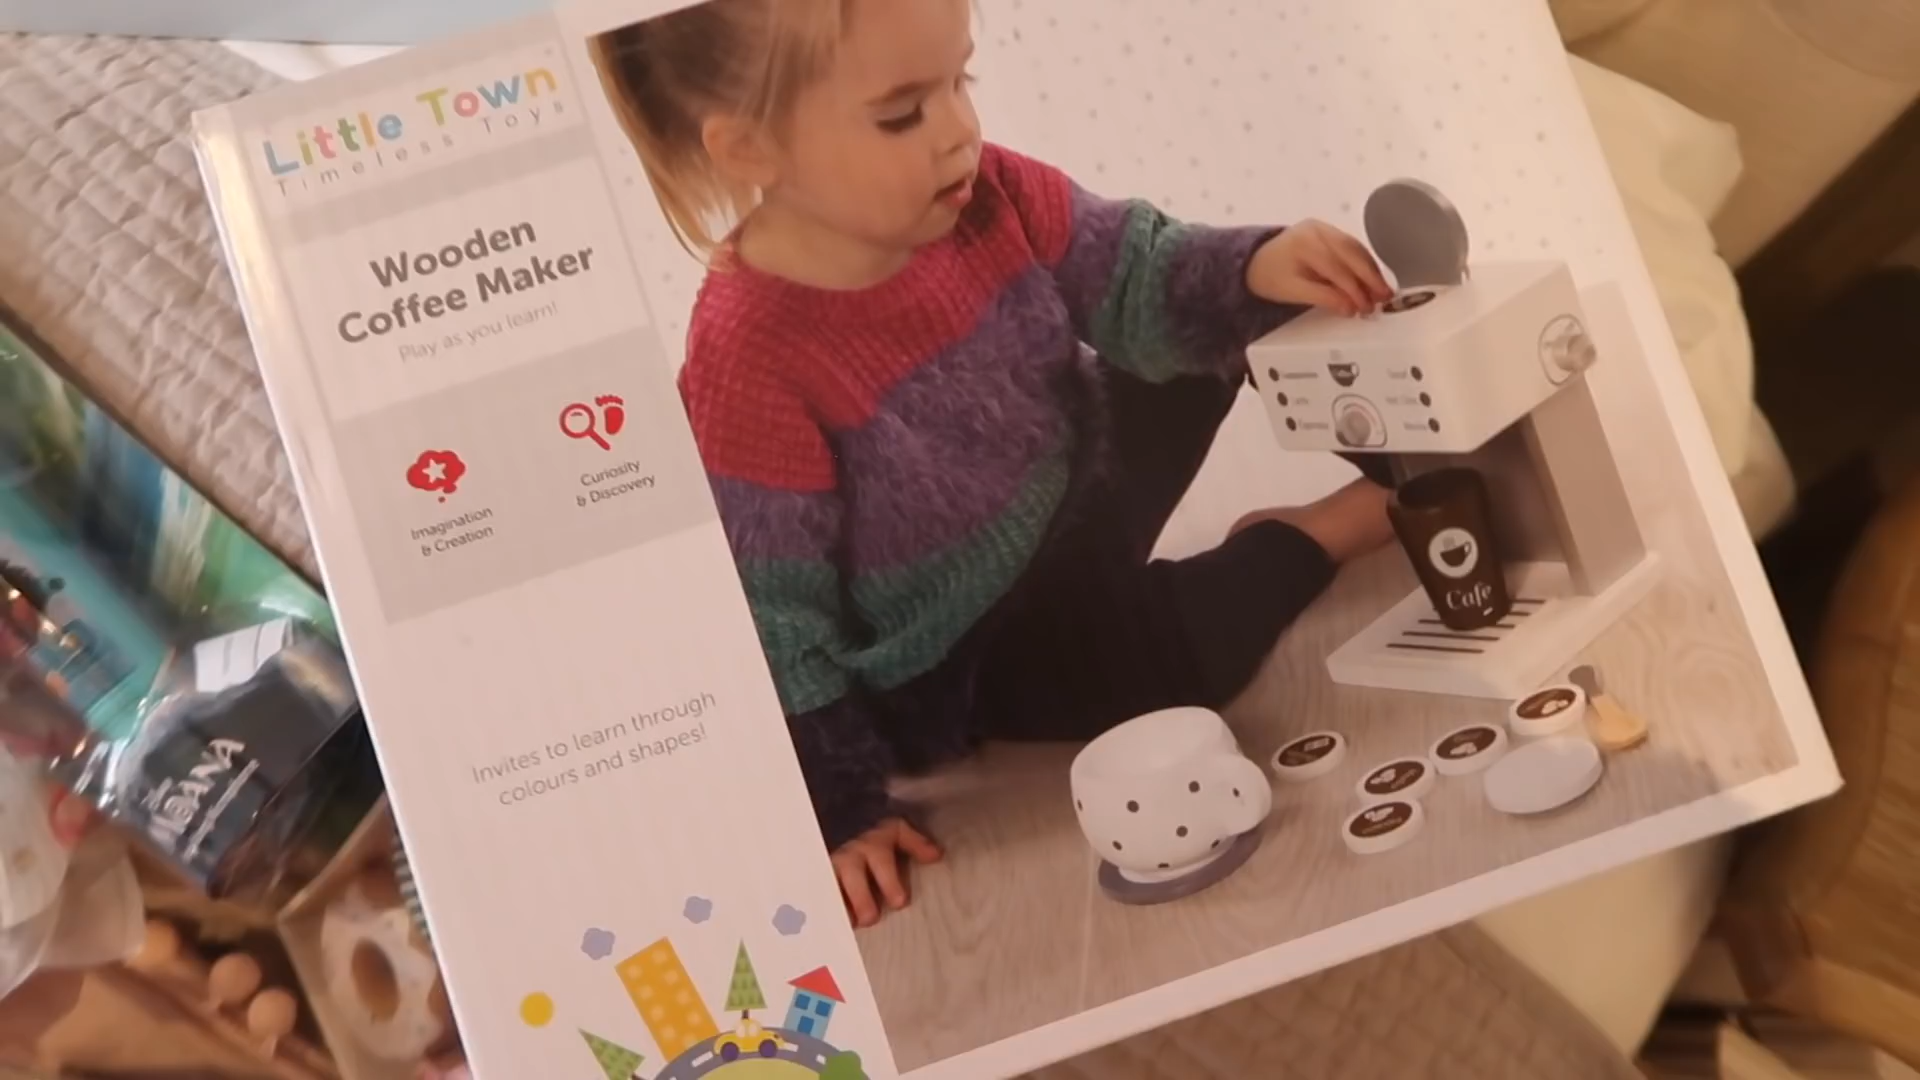 Little Town
Timeless Toys
Wooden
Coffee Maker
Play as you learn!
Imagination
& Creation
Curiosity
& Discovery
Invites to learn through
colours and shapes!
Cafe
MOANA